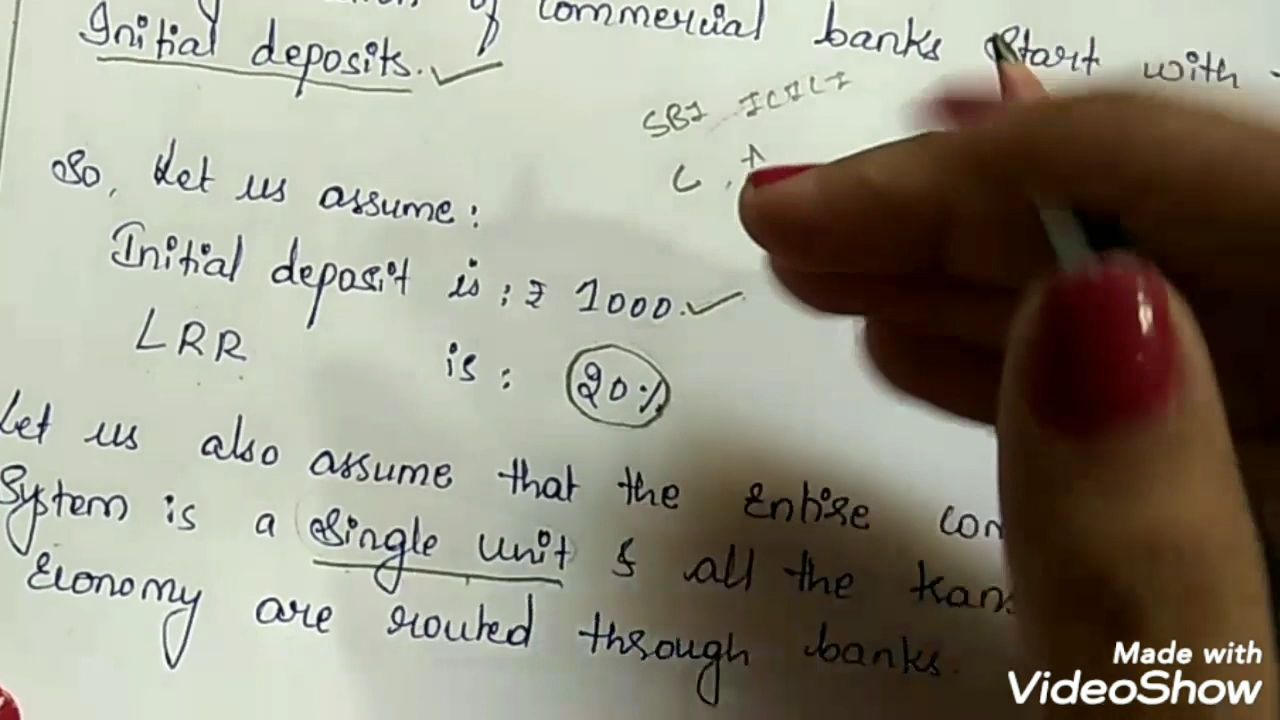 of commercial banks start with
Initial deposits.
SBI ICICI
So, Let us assume:
Initial deposit is : ₹ 1000.
LRR is : 20%
Let us also assume that the Entire
System is a Single unit & all the
Economy are routed through banks.
Made with
VideoShow